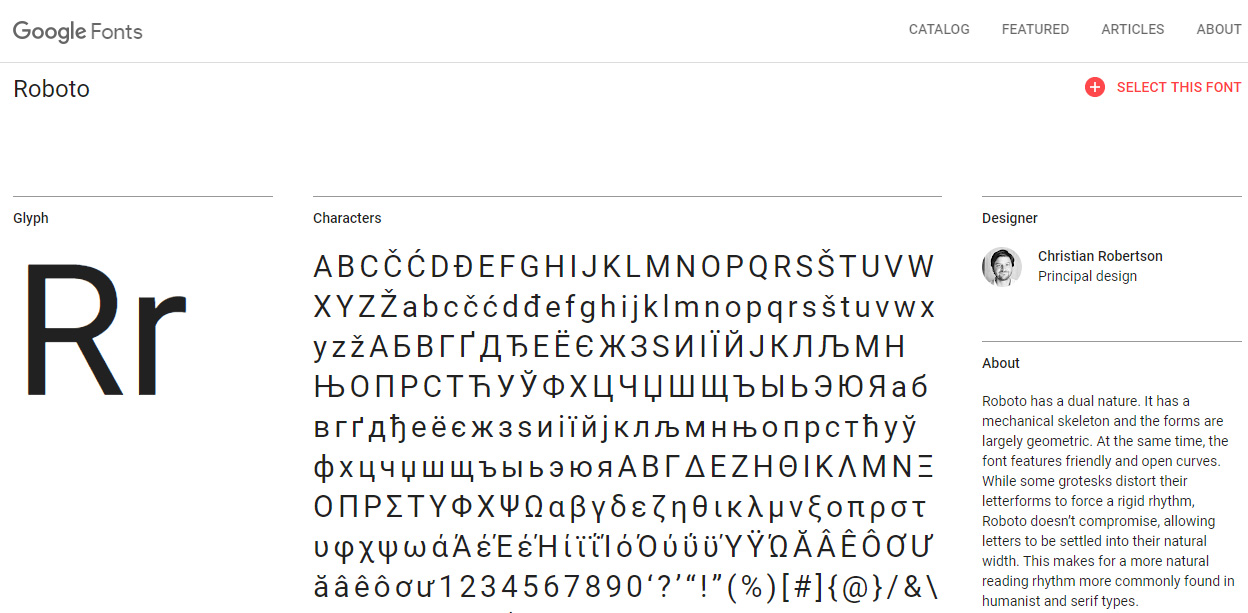 Google Fonts
CATALOG
FEATURED
ARTICLES
ABOUT
Roboto
SELECT THIS FONT
Glyph
Rr
Characters
ABCČĆDĐEFGHIJKLMNOPQRSŠTUVW
XYZŽabcčćdđefghijklmnopqrsštuvwx
yzžАБВГҐДЂЕЁЄЖЗЅИІЇЙЈКЛЉМН
ЊОПРСТЋУЎФХЦЧЏШЩЪЫЬЭЮЯаб
вгґдђеёєжзѕиіїйјклљмнњопрстћуў
фхцчџшщъыьэюяΑΒΓΔΕΖΗΘΙΚΛΜΝΞ
ΟΠΡΣΤΥΦΧΨΩαβγδεζηθικλμνξοπρστ
υφχψωάΆέΈέΉίϊΐΊόΌύΰϋΎΫΏĂÂÊÔƠƯ
ăâêôơư1234567890‘?’“!”(%)[#]{@}/&\
Designer
Christian Robertson
Principal design
About
Roboto has a dual nature. It has a
mechanical skeleton and the forms are
largely geometric. At the same time, the
font features friendly and open curves.
While some grotesks distort their
letterforms to force a rigid rhythm,
Roboto doesn’t compromise, allowing
letters to be settled into their natural
width. This makes for a more natural
reading rhythm more commonly found in
humanist and serif types.